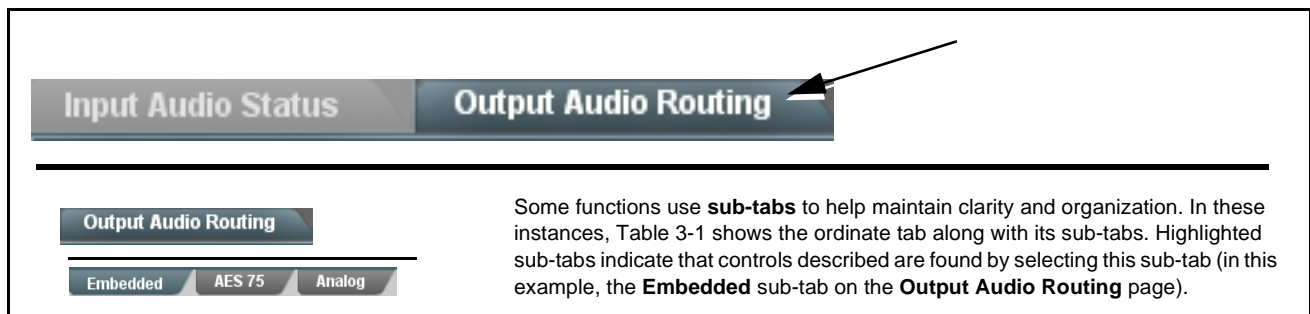 Input Audio Status Output Audio Routing
Output Audio Routing
Embedded AES 75 Analog
Some functions use sub-tabs to help maintain clarity and organization. In these
instances, Table 3-1 shows the ordinate tab along with its sub-tabs. Highlighted
sub-tabs indicate that controls described are found by selecting this sub-tab (in this
example, the Embedded sub-tab on the Output Audio Routing page).